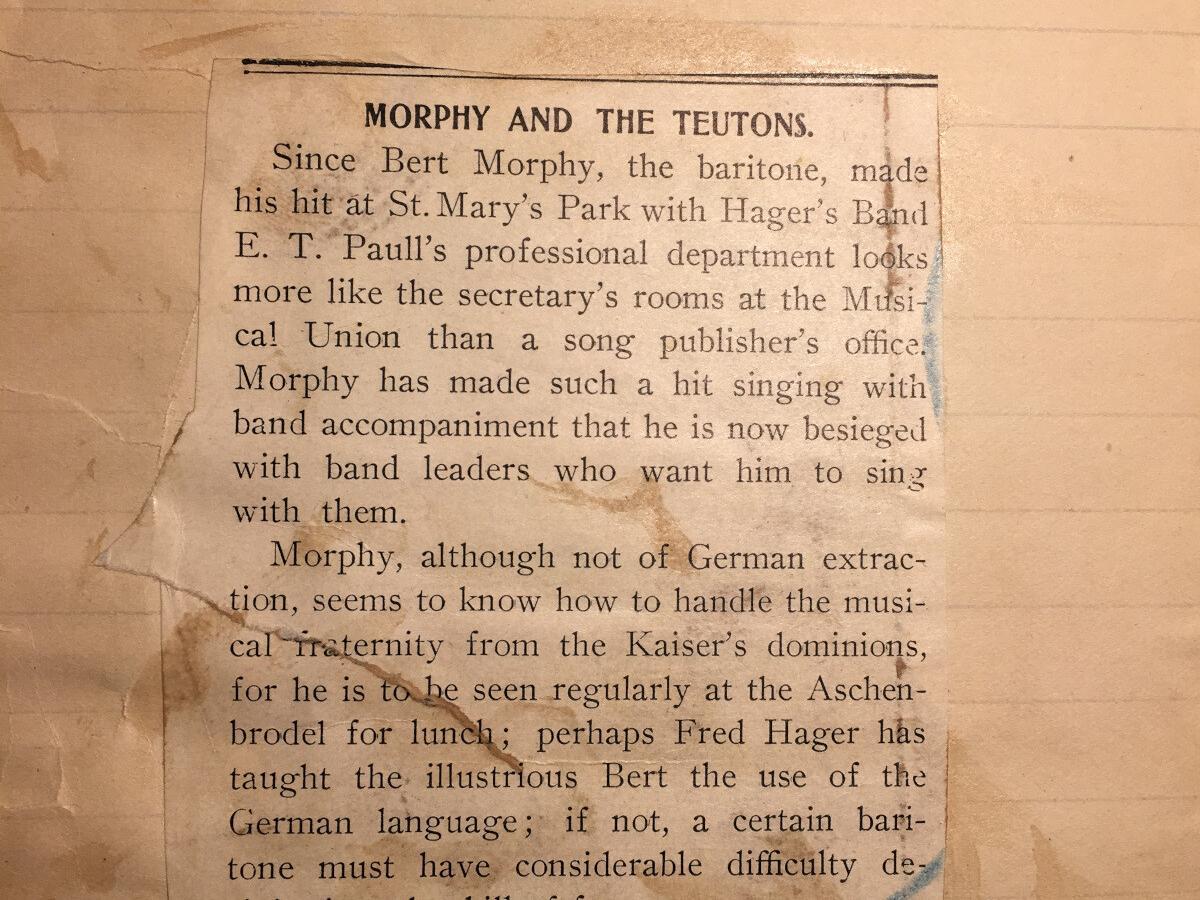 MORPHY AND THE TEUTONS.
Since Bert Morphy, the baritone, made
his hit at St. Mary's Park with Hager's Band
E. T. Paull's professional department looks
more like the secretary's rooms at the Musi-
cal Union than a song publisher's office.
Morphy has made such a hit singing with
band accompaniment that he is now besieged
with band leaders who want him to sing
with them.
Morphy, although not of German extrac-
tion, seems to know how to handle the musi-
cal fraternity from the Kaiser's dominions,
for he is to be seen regularly at the Aschen-
brodel for lunch; perhaps Fred Hager has
taught the illustrious Bert the use of the
German language; if not, a certain bari-
tone must have considerable difficulty de-